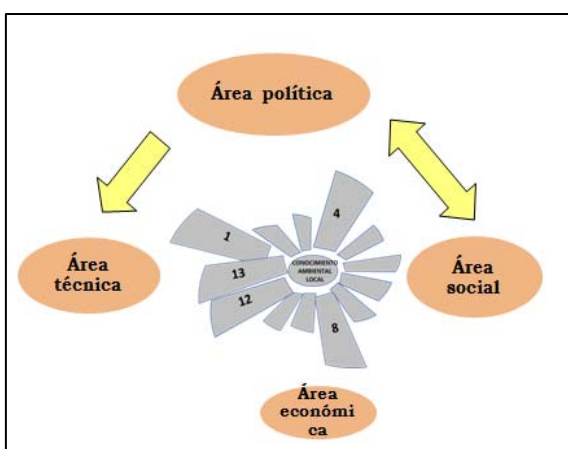 Área política
4
1
CONOCIMIENTO
AMBIENTAL
LOCAL
Área
técnica
13
Área
social
12
8
Área
económi
ca